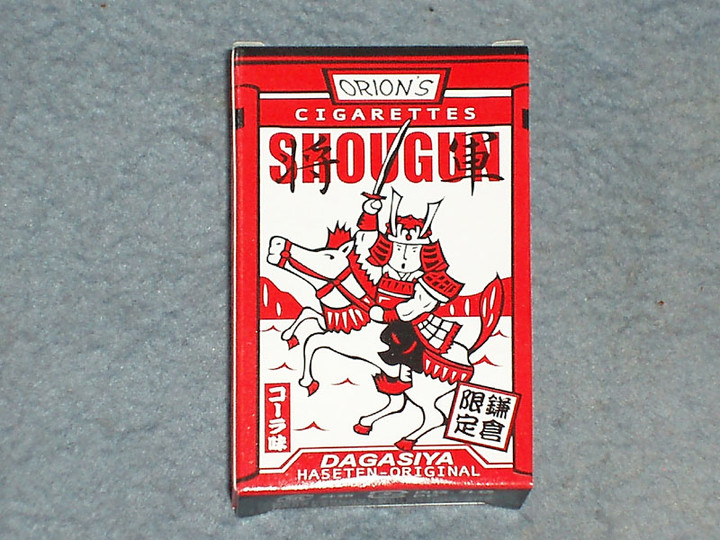 ORION'S
CIGARETTES
SHOUGUN
将軍
コーラ味
鎌倉
限定
DAGASIYA
HASETEN-ORIGINAL